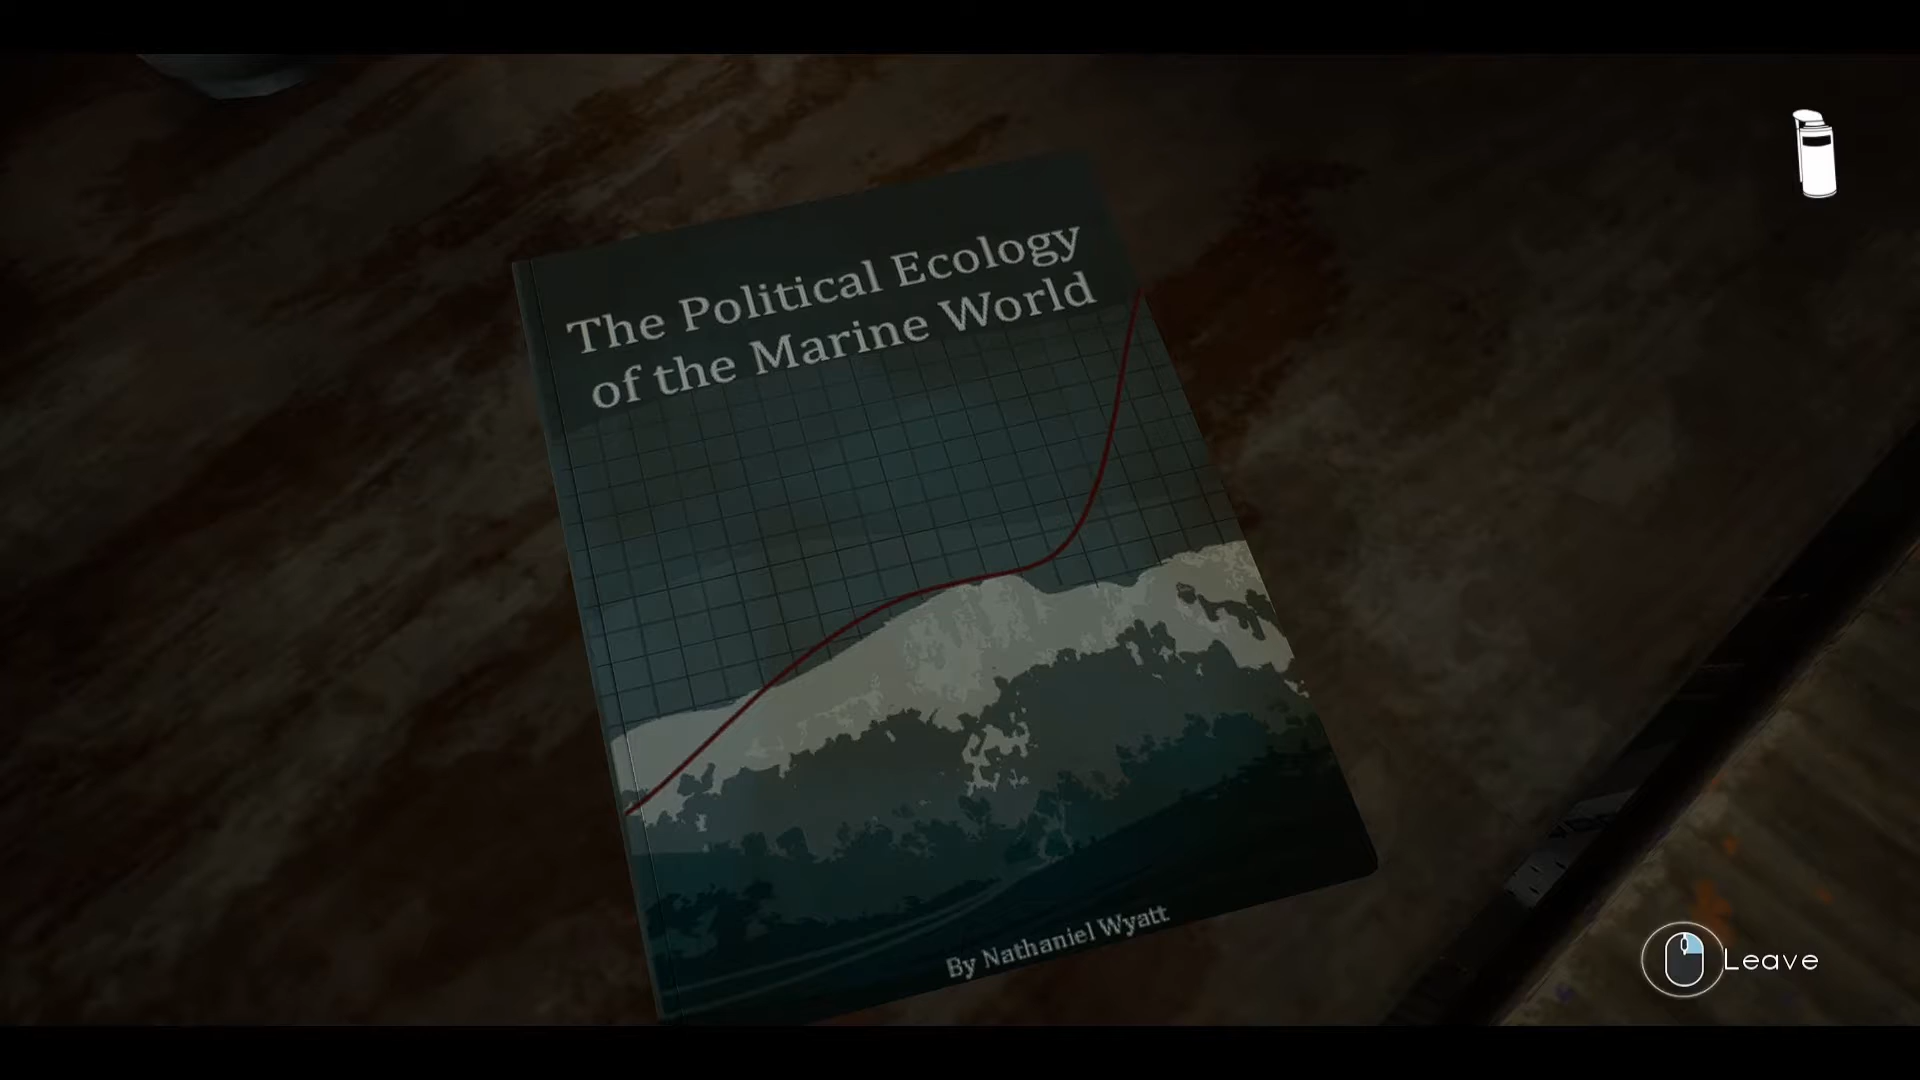 The Political Ecology
of the Marine World
By Nathaniel Wyatt
Leave